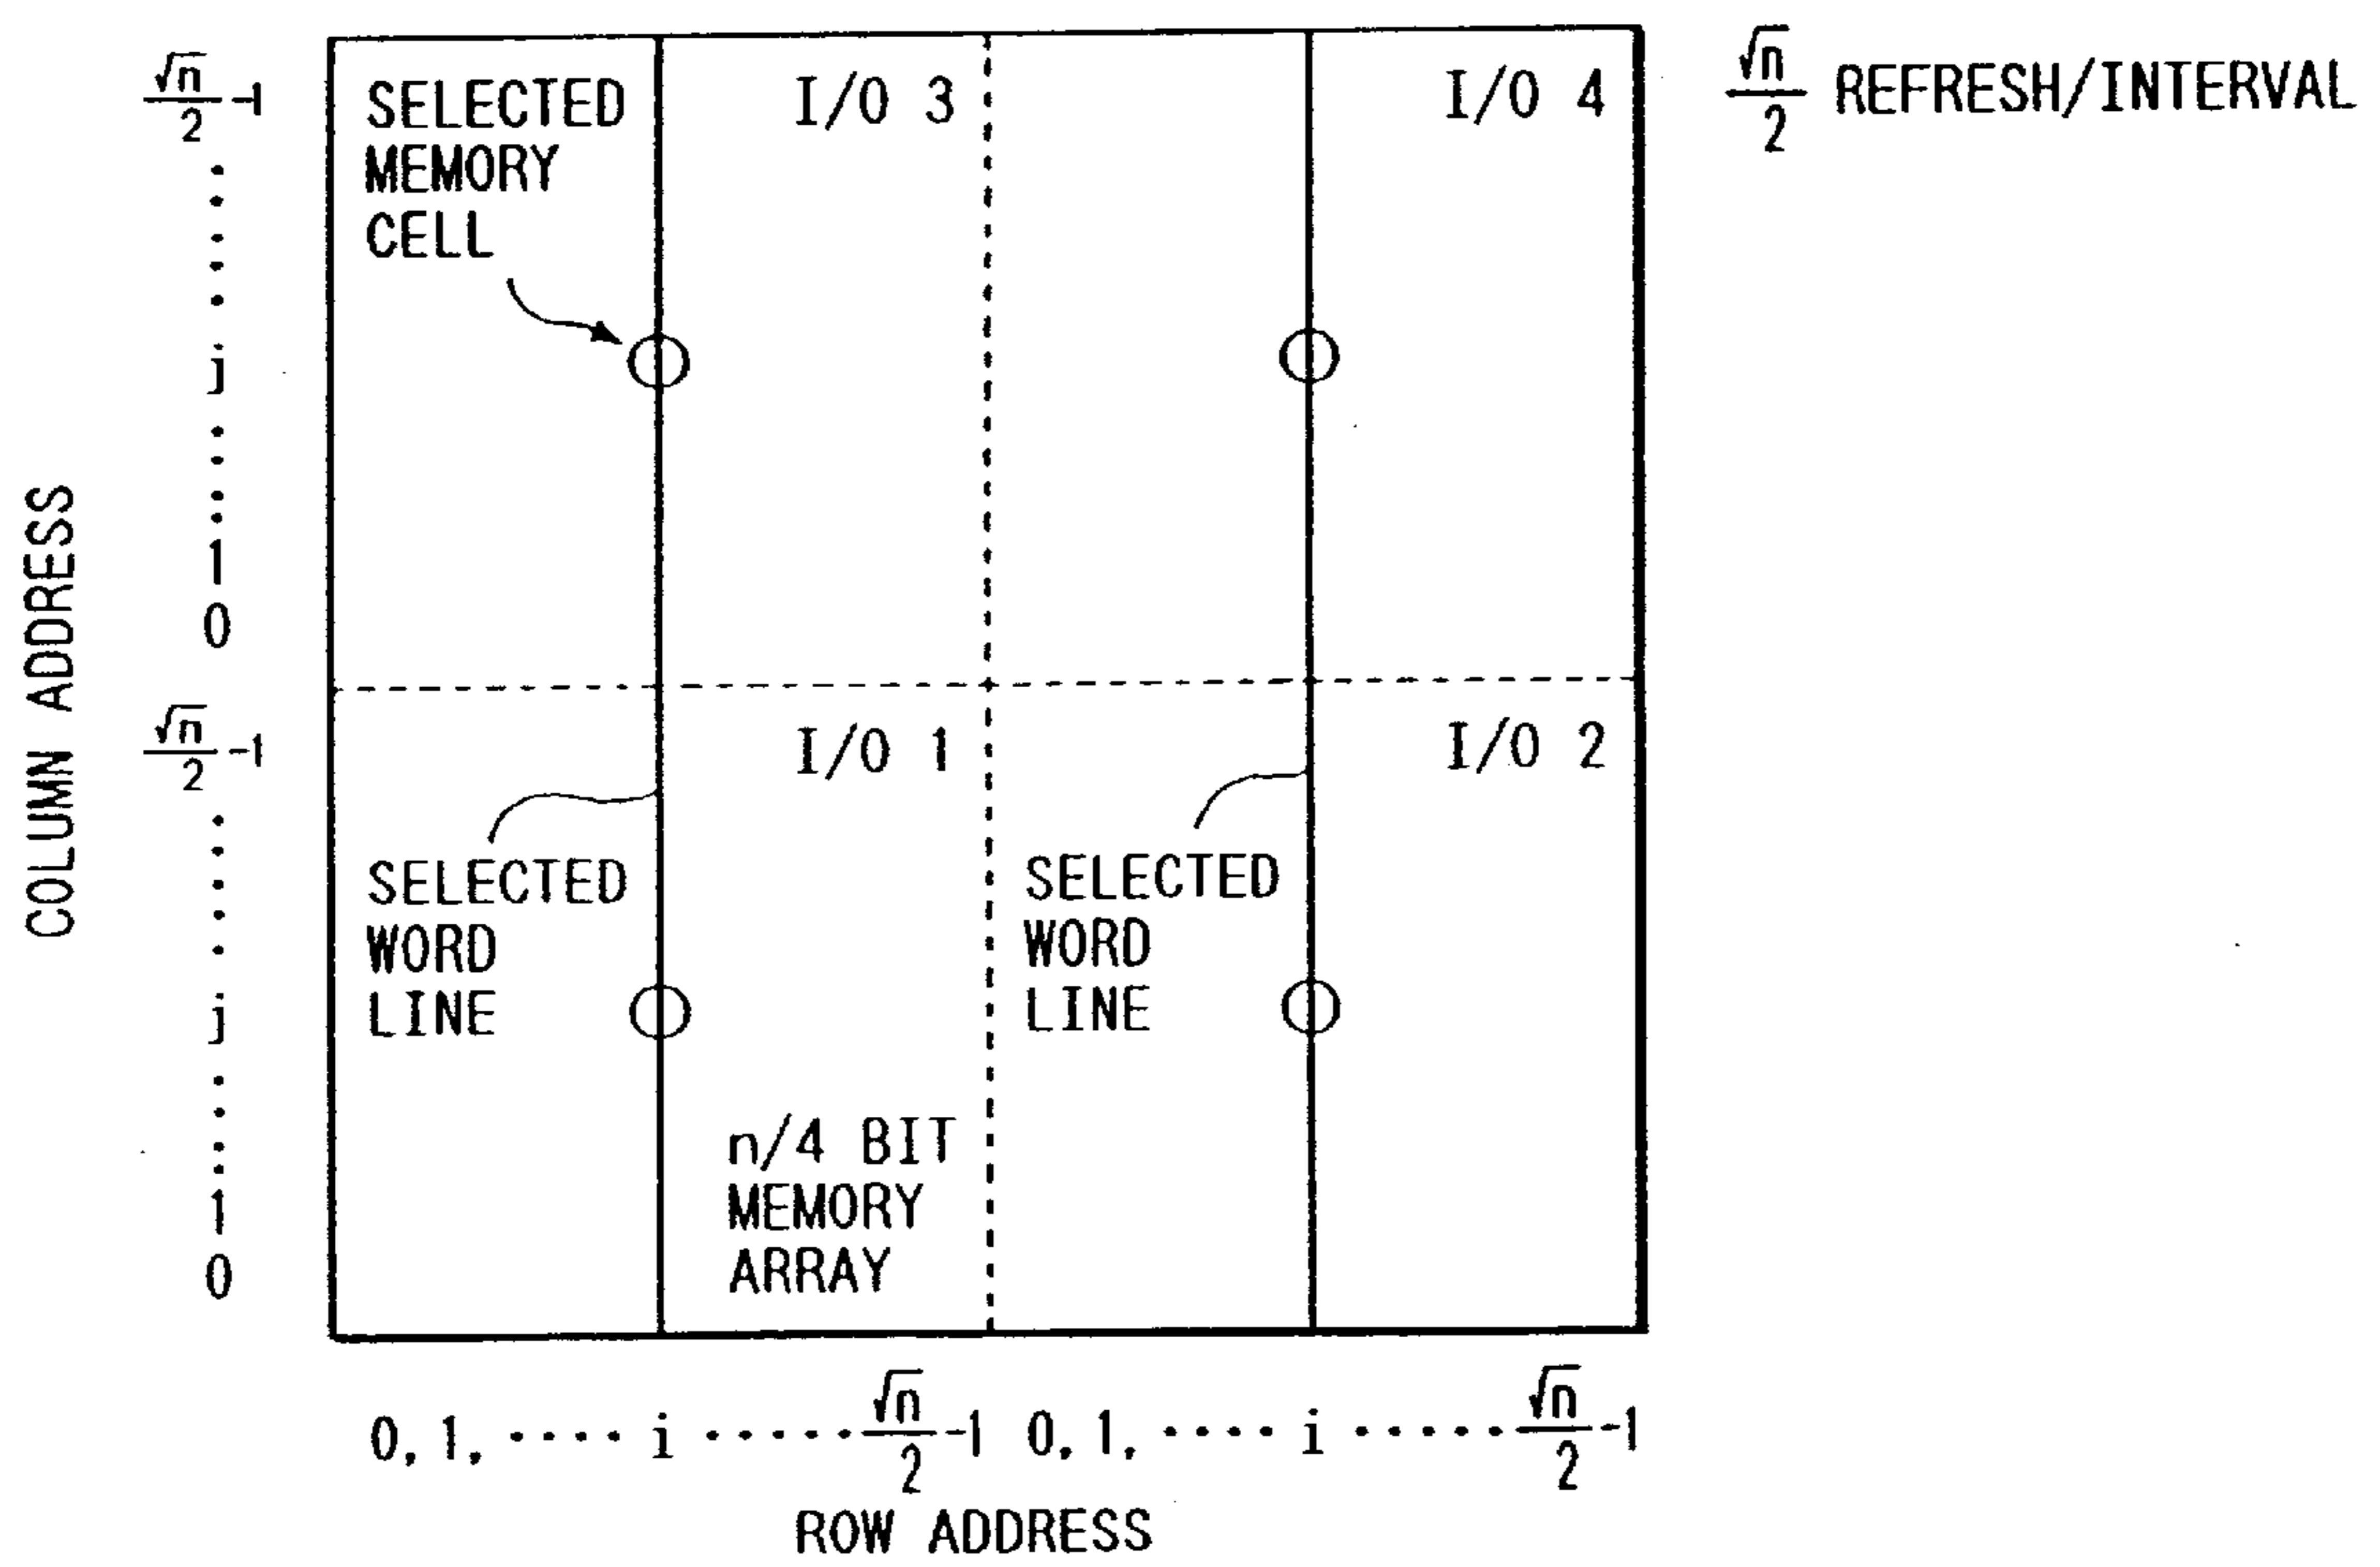 √n/2 -1
SELECTED
MEMORY
CELL
I/O 3
I/O 4
√n/2 REFRESH/INTERVAL
·
·
·
·
·
j
·
·
·
·
1
0
COLUMN ADDRESS
√n/2 -1
I/O 1
I/O 2
·
·
·
·
·
SELECTED
WORD
LINE
SELECTED
WORD
LINE
j
·
·
·
·
1
0
n/4 BIT
MEMORY
ARRAY
0, 1, ···· i ····· √n/2 -1 0, 1, ···· i ····· √n/2 -1
ROW ADDRESS